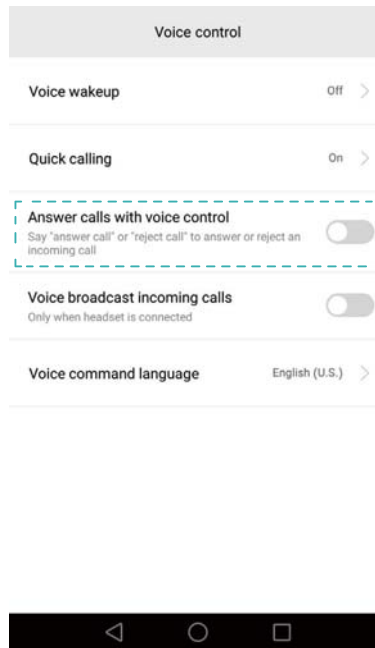 Voice control
Voice wakeup Off
Quick calling On
Answer calls with voice control
Say "answer call" or "reject call" to answer or reject an
incoming call
Voice broadcast incoming calls
Only when headset is connected
Voice command language English (U.S.)